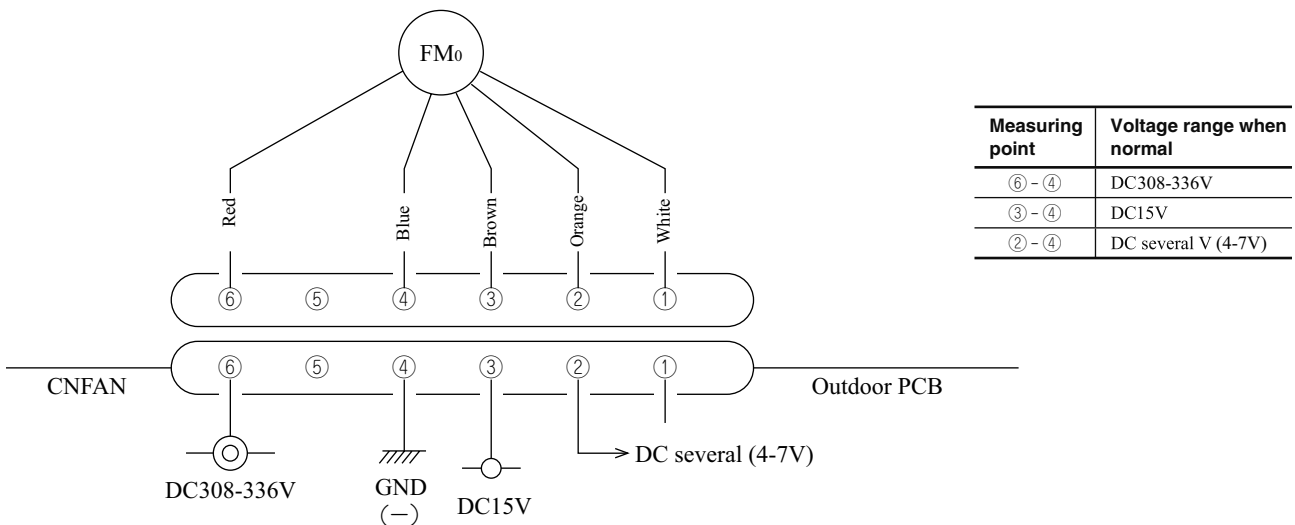 FM0
Red
Blue
Brown
Orange
White
⑥ ⑤ ④ ③ ② ①
⑥ ⑤ ④ ③ ② ①
CNFAN
Outdoor PCB
DC308-336V
GND
(－)
DC15V
DC several (4-7V)
Measuring point
Voltage range when normal
⑥-④ DC308-336V
③-④ DC15V
②-④ DC several V (4-7V)